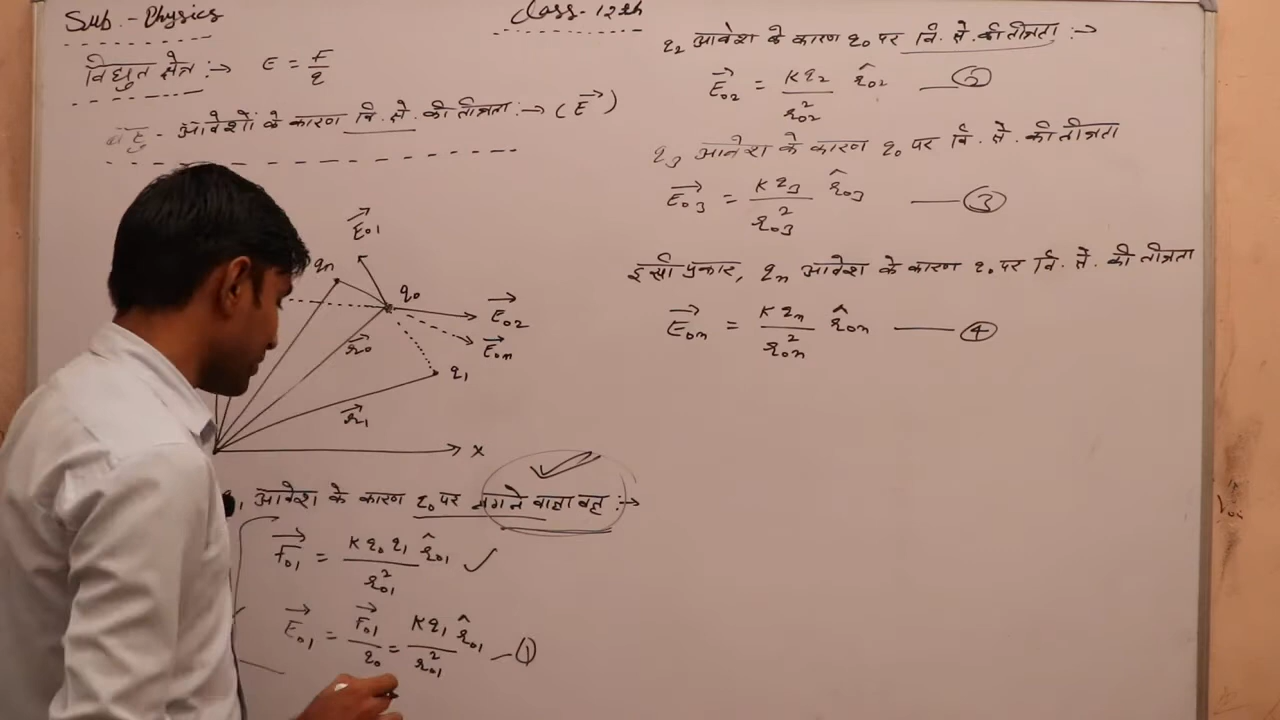 Sub. - Physics
Class - 12th
विद्युत क्षेत्र :→ E = F/q
बहु - आवेशों के कारण वि. क्षे. की तीव्रता :→ (E⃗)
E⃗₀₁
qₙ
q₀
E⃗₀₂
E⃗₀ₙ
r⃗₀
q₁
r⃗₁
x
q₁ आवेश के कारण q₀ पर लगने वाला बल :→
F⃗₀₁ = Kq₀q₁/r₀₁² r̂₀₁ ✓
E⃗₀₁ = F⃗₀₁/q₀ = Kq₁/r₀₁² r̂₀₁ — ①
q₂ आवेश के कारण q₀ पर वि. क्षे. की तीव्रता :→
E⃗₀₂ = Kq₂/r₀₂² r̂₀₂ — ②
q₃ आवेश के कारण q₀ पर वि. क्षे. की तीव्रता
E⃗₀₃ = Kq₃/r₀₃² r̂₀₃ — ③
इसी प्रकार, qₙ आवेश के कारण q₀ पर वि. क्षे. की तीव्रता
E⃗₀ₙ = Kqₙ/r₀ₙ² r̂₀ₙ — ④